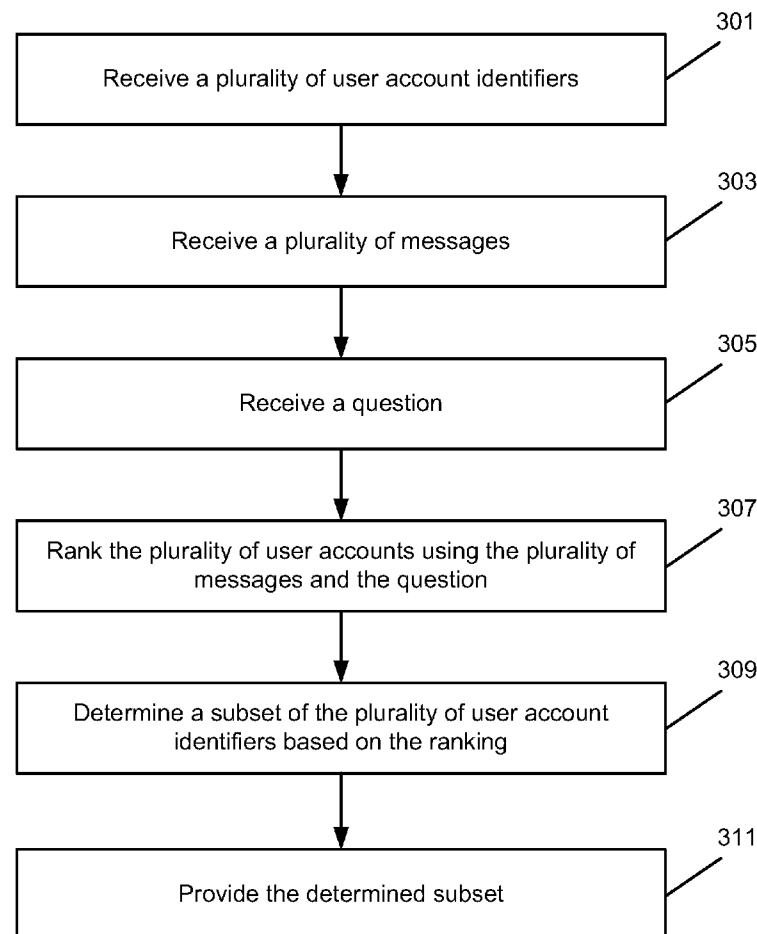 301
Receive a plurality of user account identifiers
303
Receive a plurality of messages
305
Receive a question
307
Rank the plurality of user accounts using the plurality of
messages and the question
309
Determine a subset of the plurality of user account
identifiers based on the ranking
311
Provide the determined subset